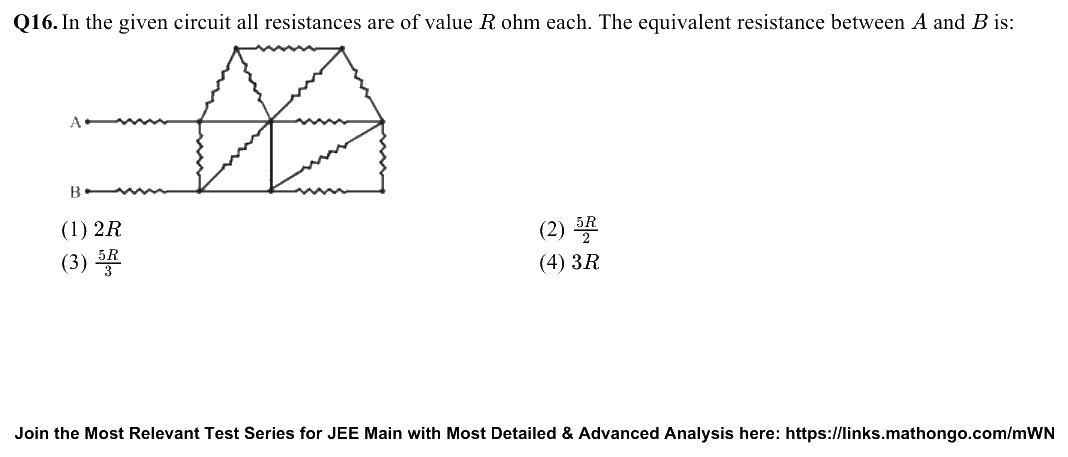 Q16. In the given circuit all resistances are of value R ohm each. The equivalent resistance between A and B is:
A
B
(1) 2R
(2) 5R/2
(3) 5R/3
(4) 3R
Join the Most Relevant Test Series for JEE Main with Most Detailed & Advanced Analysis here: https://links.mathongo.com/mWN